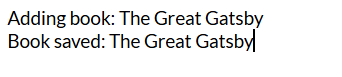 Adding book: The Great Gatsby
Book saved: The Great Gatsby